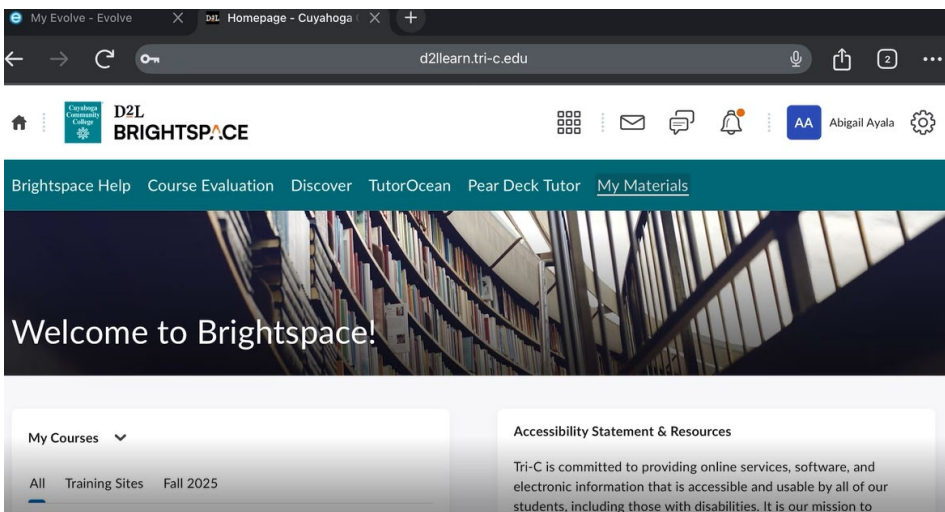 My Evolve - Evolve
D2L Homepage - Cuyahoga
d2llearn.tri-c.edu
2
Cuyahoga
Community
College
D2L
BRIGHTSPACE
AA Abigail Ayala
Brightspace Help Course Evaluation Discover TutorOcean Pear Deck Tutor My Materials
Welcome to Brightspace!
My Courses
All Training Sites Fall 2025
Accessibility Statement & Resources
Tri-C is committed to providing online services, software, and
electronic information that is accessible and usable by all of our
students, including those with disabilities. It is our mission to